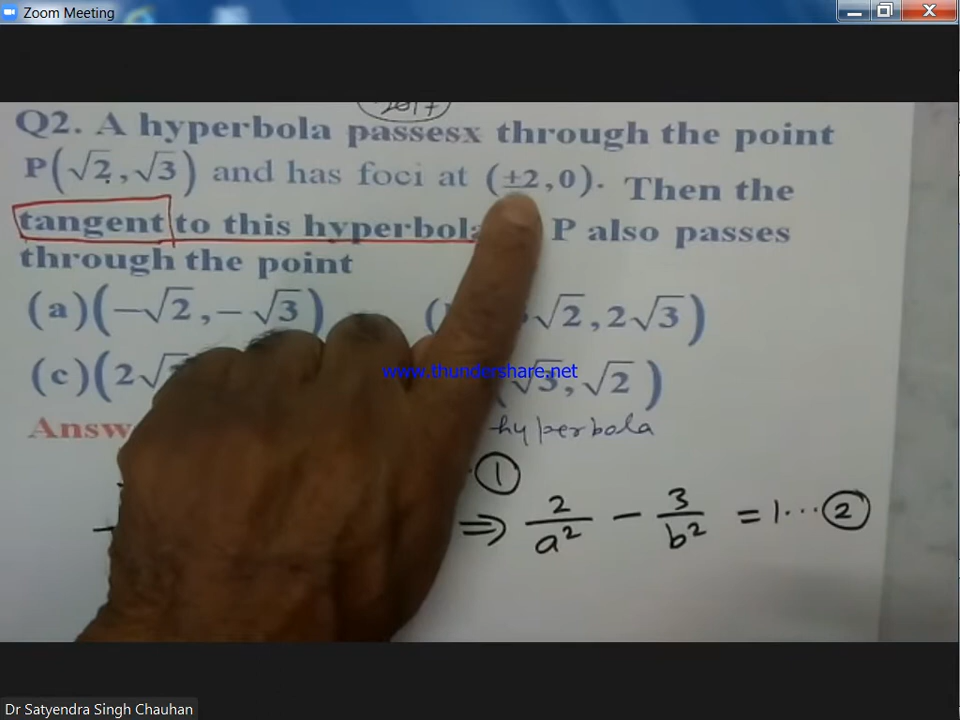 Zoom Meeting
2017
Q2. A hyperbola passesx through the point
P(√2,√3) and has foci at (±2,0). Then the
tangent to this hyperbola P also passes
through the point
(a)(−√2,−√3) √2,2√3)
(c)(2√ √3,√2)
www.thundershare.net
hyperbola
①
⇒ 2/a² − 3/b² = 1...②
Dr Satyendra Singh Chauhan